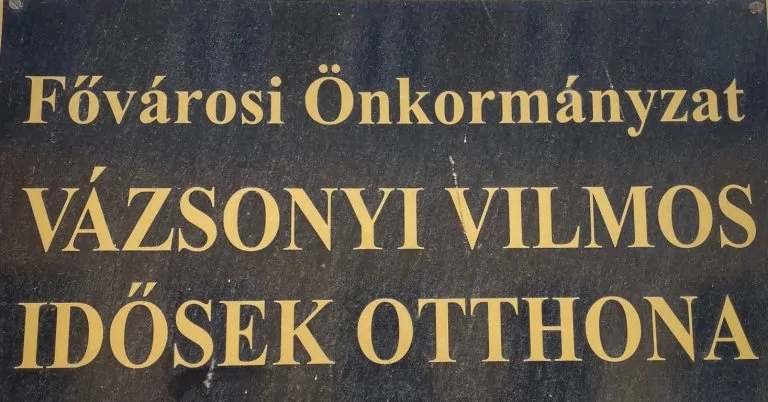 Fővárosi Önkormányzat
VÁZSONYI VILMOS
IDŐSEK OTTHONA